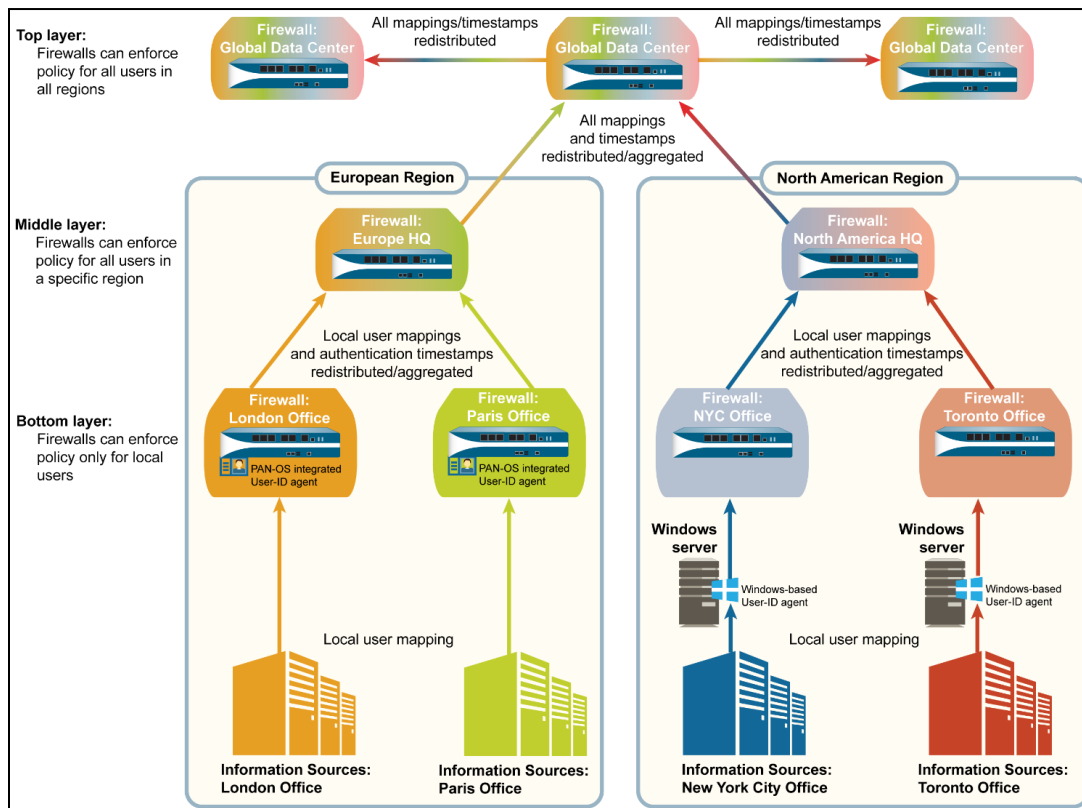 Top layer:
Firewalls can enforce
policy for all users in
all regions
Firewall:
Global Data Center
All mappings/timestamps
redistributed
Firewall:
Global Data Center
All mappings/timestamps
redistributed
Firewall:
Global Data Center
All mappings
and timestamps
redistributed/aggregated
European Region
North American Region
Middle layer:
Firewalls can enforce
policy for all users in
a specific region
Firewall:
Europe HQ
Firewall:
North America HQ
Local user mappings
and authentication timestamps
redistributed/aggregated
Local user mappings
and authentication timestamps
redistributed/aggregated
Bottom layer:
Firewalls can enforce
policy only for local
users
Firewall:
London Office
PAN-OS integrated
User-ID agent
Firewall:
Paris Office
PAN-OS integrated
User-ID agent
Firewall:
NYC Office
Firewall:
Toronto Office
Windows
server
Windows-based
User-ID agent
Windows
server
Windows-based
User-ID agent
Local user mapping
Local user mapping
Information Sources:
London Office
Information Sources:
Paris Office
Information Sources:
New York City Office
Information Sources:
Toronto Office